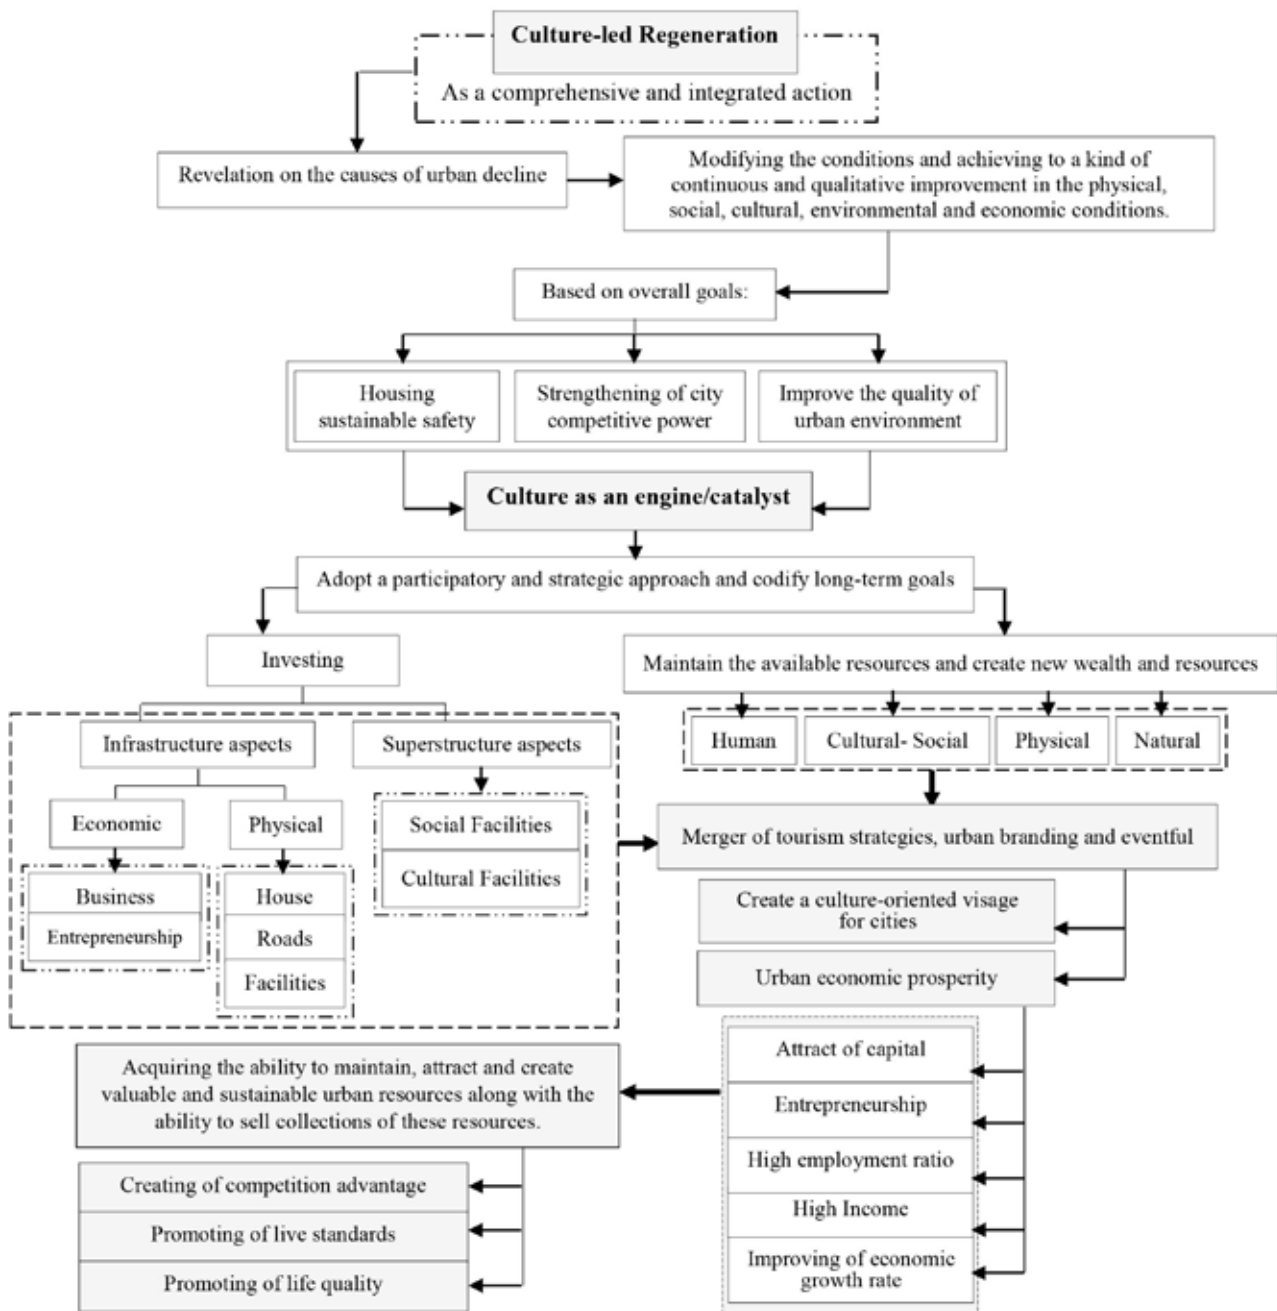 Culture-led Regeneration
As a comprehensive and integrated action
Revelation on the causes of urban decline
Modifying the conditions and achieving to a kind of
continuous and qualitative improvement in the physical,
social, cultural, environmental and economic conditions.
Based on overall goals:
Housing
sustainable safety
Strengthening of city
competitive power
Improve the quality of
urban environment
Culture as an engine/catalyst
Adopt a participatory and strategic approach and codify long-term goals
Investing
Maintain the available resources and create new wealth and resources
Infrastructure aspects
Superstructure aspects
Human
Cultural- Social
Physical
Natural
Economic
Physical
Social Facilities
Cultural Facilities
Business
Entrepreneurship
House
Roads
Facilities
Merger of tourism strategies, urban branding and eventful
Create a culture-oriented visage
for cities
Urban economic prosperity
Attract of capital
Entrepreneurship
High employment ratio
High Income
Improving of economic
growth rate
Acquiring the ability to maintain, attract and create
valuable and sustainable urban resources along with the
ability to sell collections of these resources.
Creating of competition advantage
Promoting of live standards
Promoting of life quality